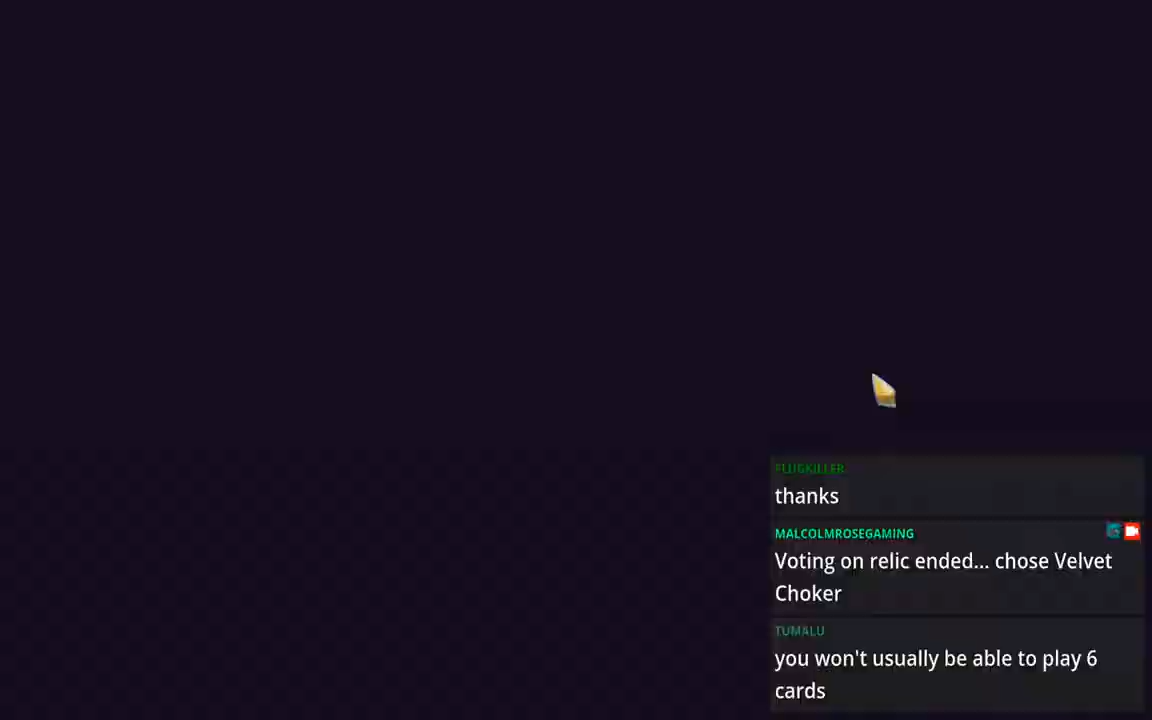 FLUGKILLER
thanks
MALCOLMROSEGAMING
Voting on relic ended... chose Velvet
Choker
TUMALU
you won't usually be able to play 6
cards